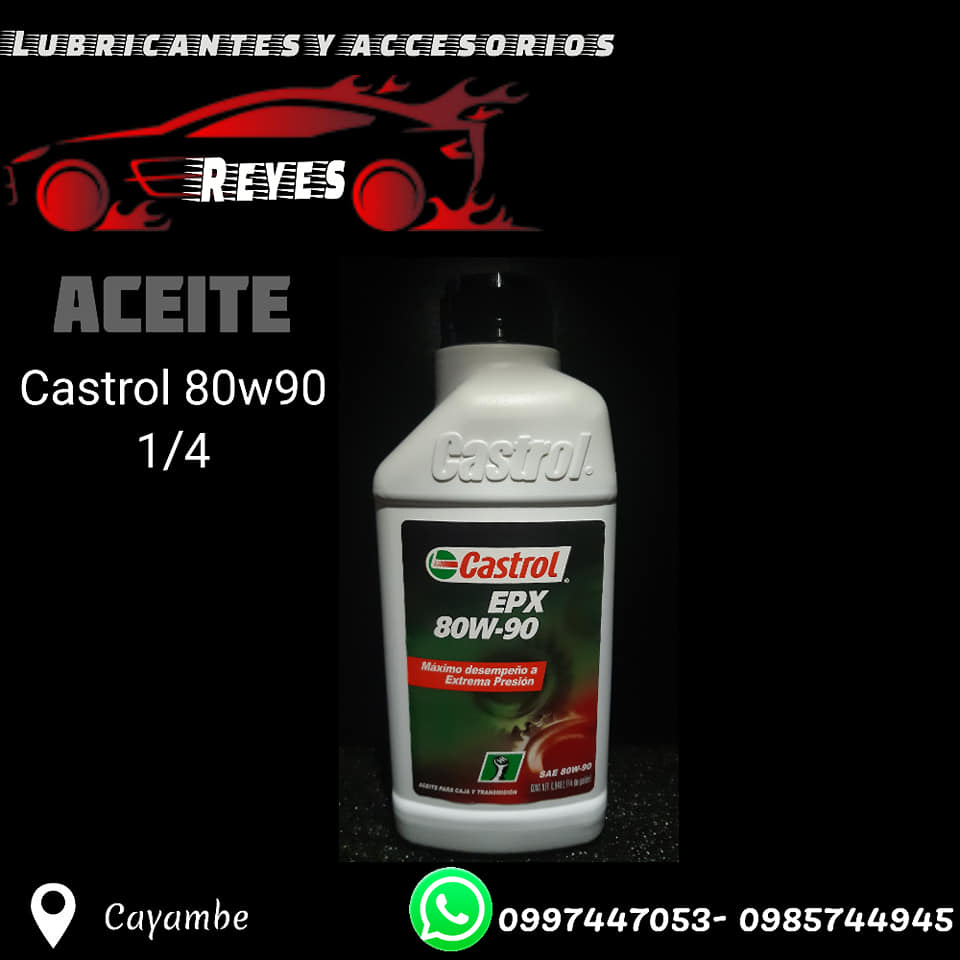 LUBRICANTES Y ACCESORIOS
REYES
ACEITE
Castrol 80w90
1/4
Castrol
Castrol
EPX
80W-90
Máximo desempeño a
Extrema Presión
SAE 80W-90
ACEITE PARA CAJA Y TRANSMISIÓN
Cayambe
0997447053- 0985744945